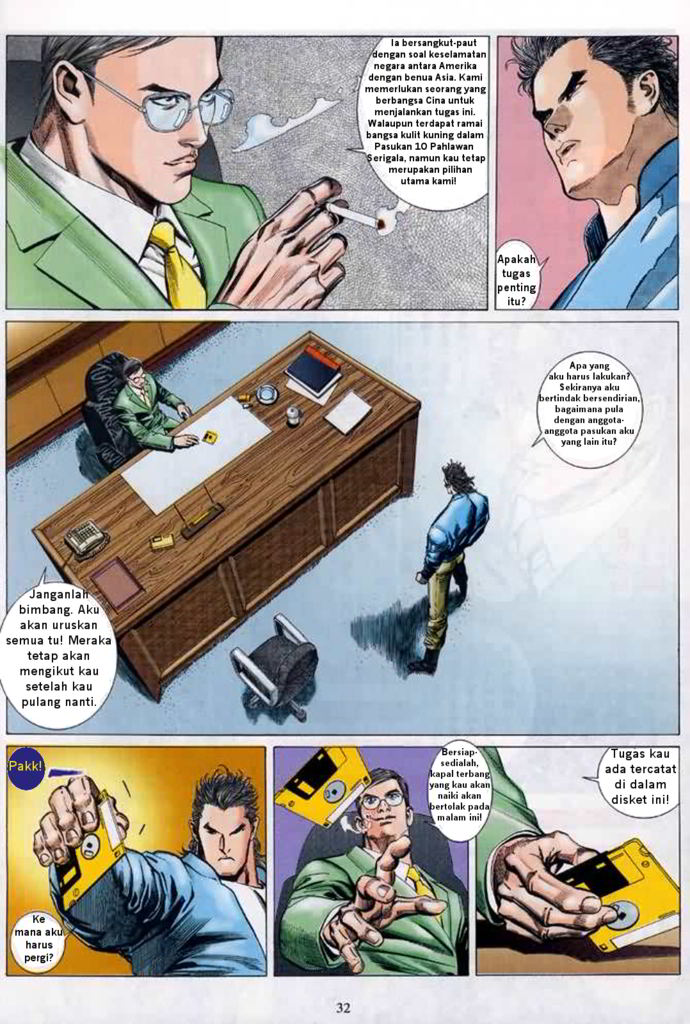 Ia bersangkut-paut
dengan soal keselamatan
negara antara Amerika
dengan benua Asia. Kami
memerlukan seorang yang
berbangsa Cina untuk
menjalankan tugas ini.
Walaupun terdapat ramai
bangsa kulit kuning dalam
Pasukan 10 Pahlawan
Serigala, namun kau tetap
merupakan pilihan
utama kami!
Apakah
tugas
penting
itu?
Apa yang
aku harus lakukan?
Sekiranya aku
bertindak bersendirian,
bagaimana pula
dengan anggota-
anggota pasukan aku
yang lain itu?
Janganlah
bimbang. Aku
akan uruskan
semua tu! Meraka
tetap akan
mengikut kau
setelah kau
pulang nanti.
Pakk!
Ke
mana aku
harus
pergi?
Bersiap-
sedialah,
kapal terbang
yang kau akan
naiki akan
bertolak pada
malam ini!
Tugas kau
ada tercatat
di dalam
disket ini!
32